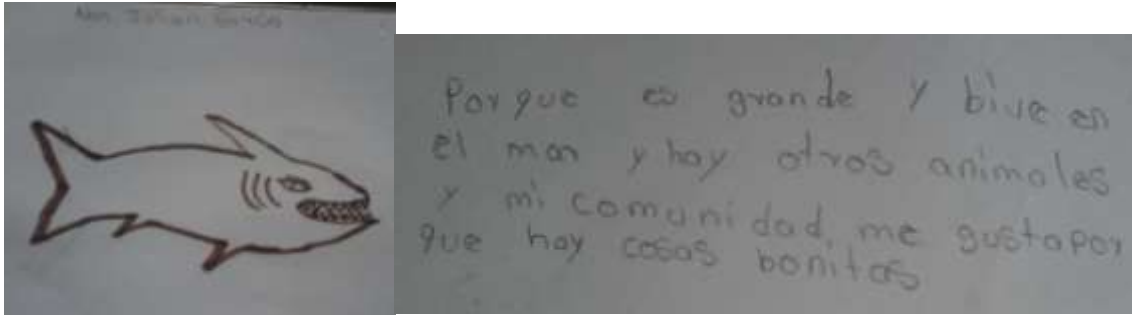 Porque es grande y bive en
el mar y hay otros animales
y mi comunidad, me gusta por
que hay cosas bonitas